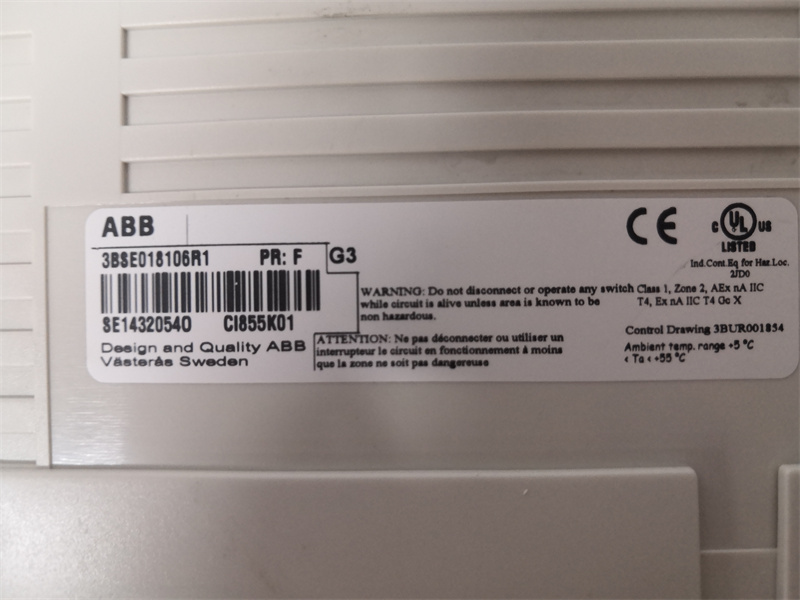 ABB
3BSE018106R1 PR: F G3
SE14320540 CI855K01
Design and Quality ABB
Västerås Sweden
WARNING: Do not disconnect or operate any switch
while circuit is alive unless area is known to be
non hazardous.
ATTENTION: Ne pas déconnecter ou utiliser un
interrupteur le circuit en fonctionnement à moins
que la zone ne soit pas dangereuse
CE
C UL US
LISTED
Ind.Cont.Eq for Haz.Loc.
2JD0
Class 1, Zone 2, AEx nA IIC
T4, Ex nA IIC T4 Gc X
Control Drawing 3BUR001854
Ambient temp. range +5 °C
< Ta < +55 °C